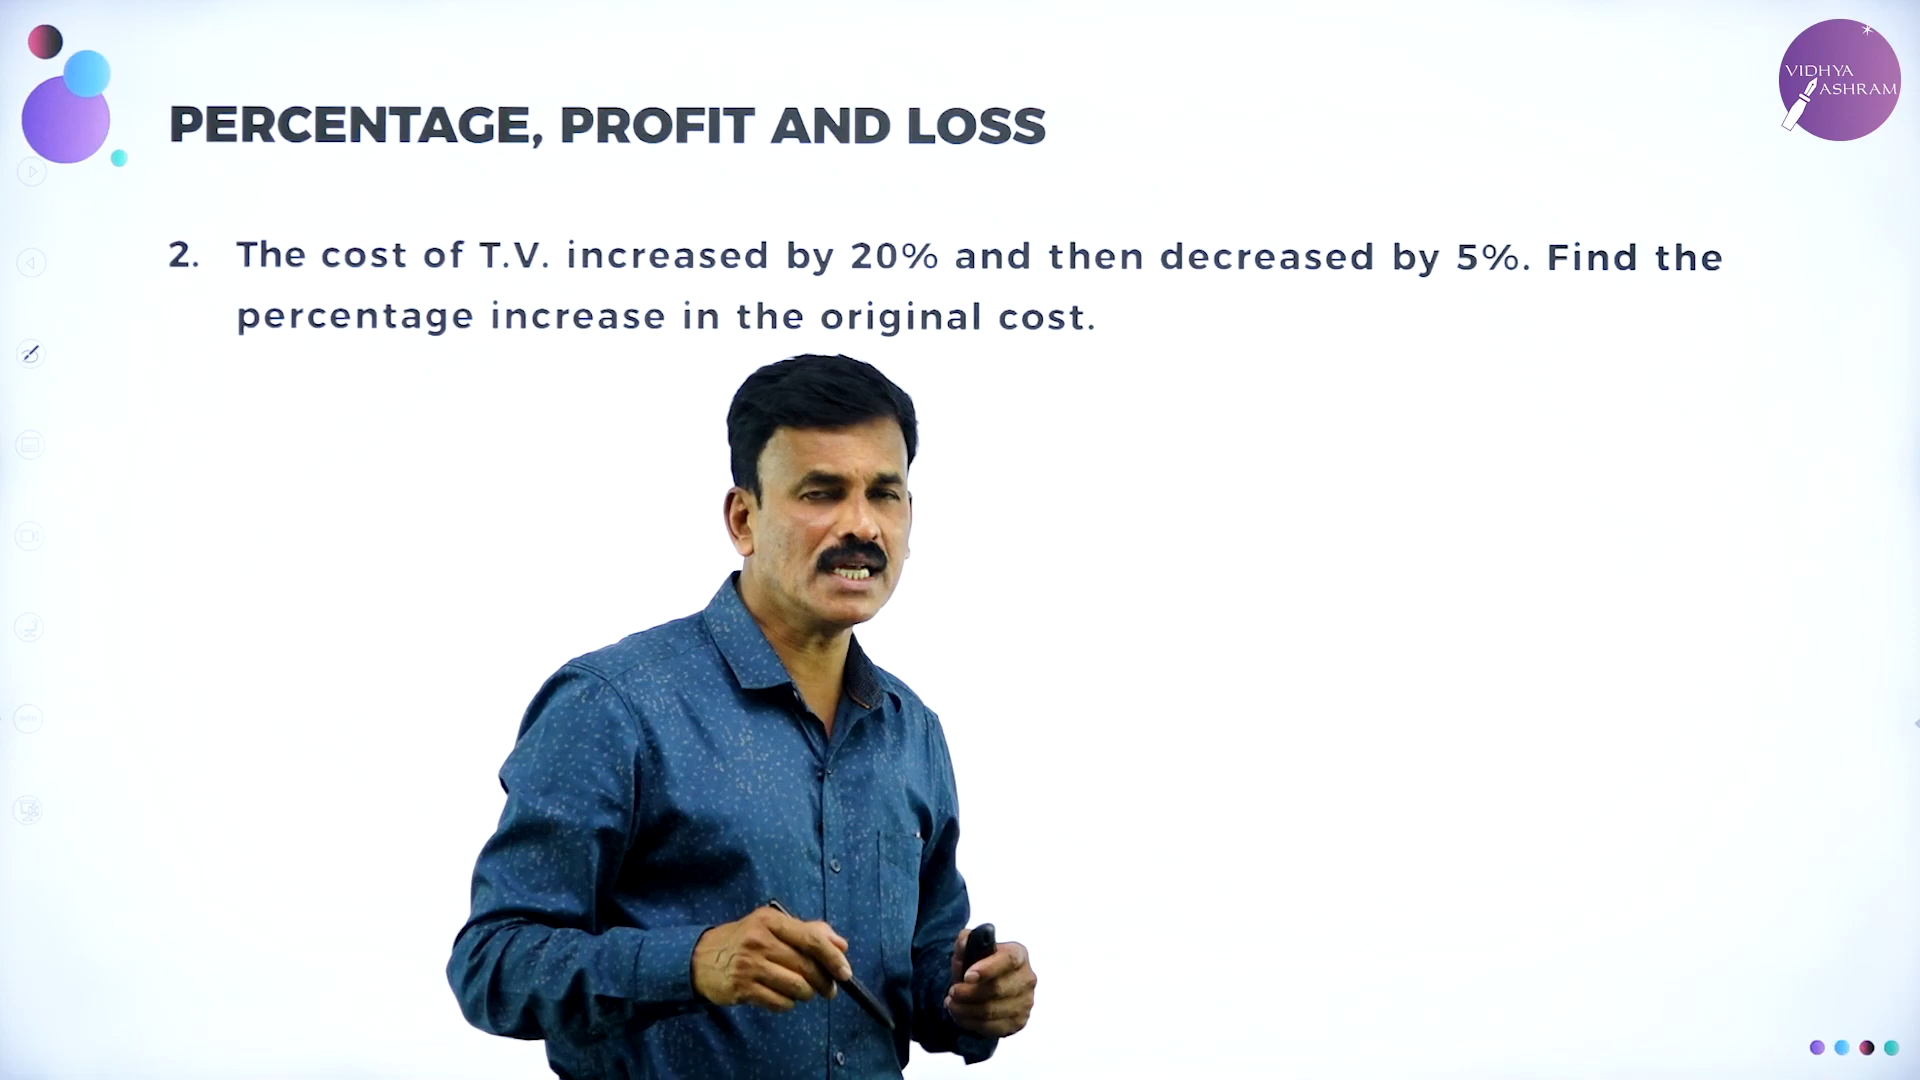 VIDHYA
ASHRAM
PERCENTAGE, PROFIT AND LOSS
2. The cost of T.V. increased by 20% and then decreased by 5%. Find the
percentage increase in the original cost.